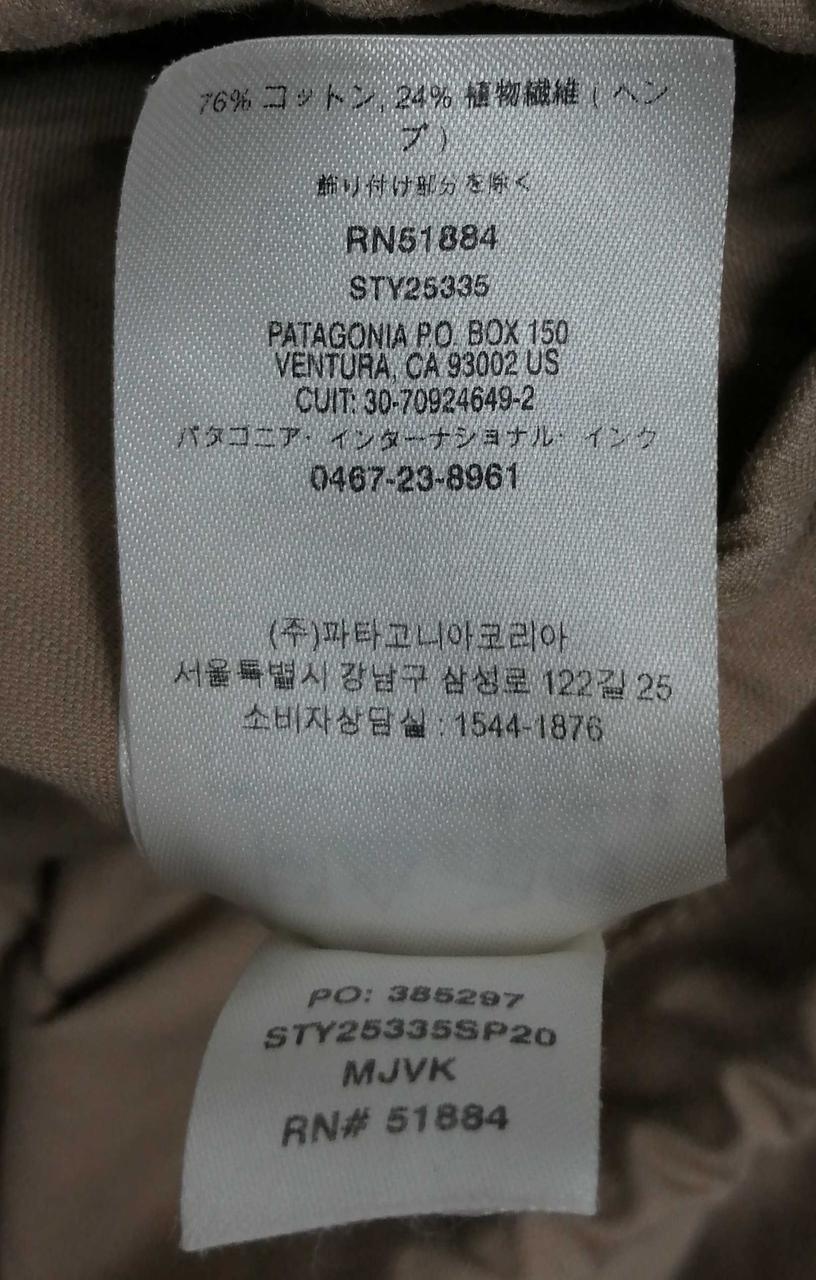 76% コットン, 24% 植物繊維 ( ヘン
プ )
飾り付け部分を除く
RN51884
STY25335
PATAGONIA P.O. BOX 150
VENTURA, CA 93002 US
CUIT: 30-70924649-2
パタゴニア・インターナショナル・インク
0467-23-8961
(주)파타고니아코리아
서울특별시 강남구 삼성로 122길 25
소비자상담실 : 1544-1876
PO: 385297
STY25335SP20
MJVK
RN# 51884